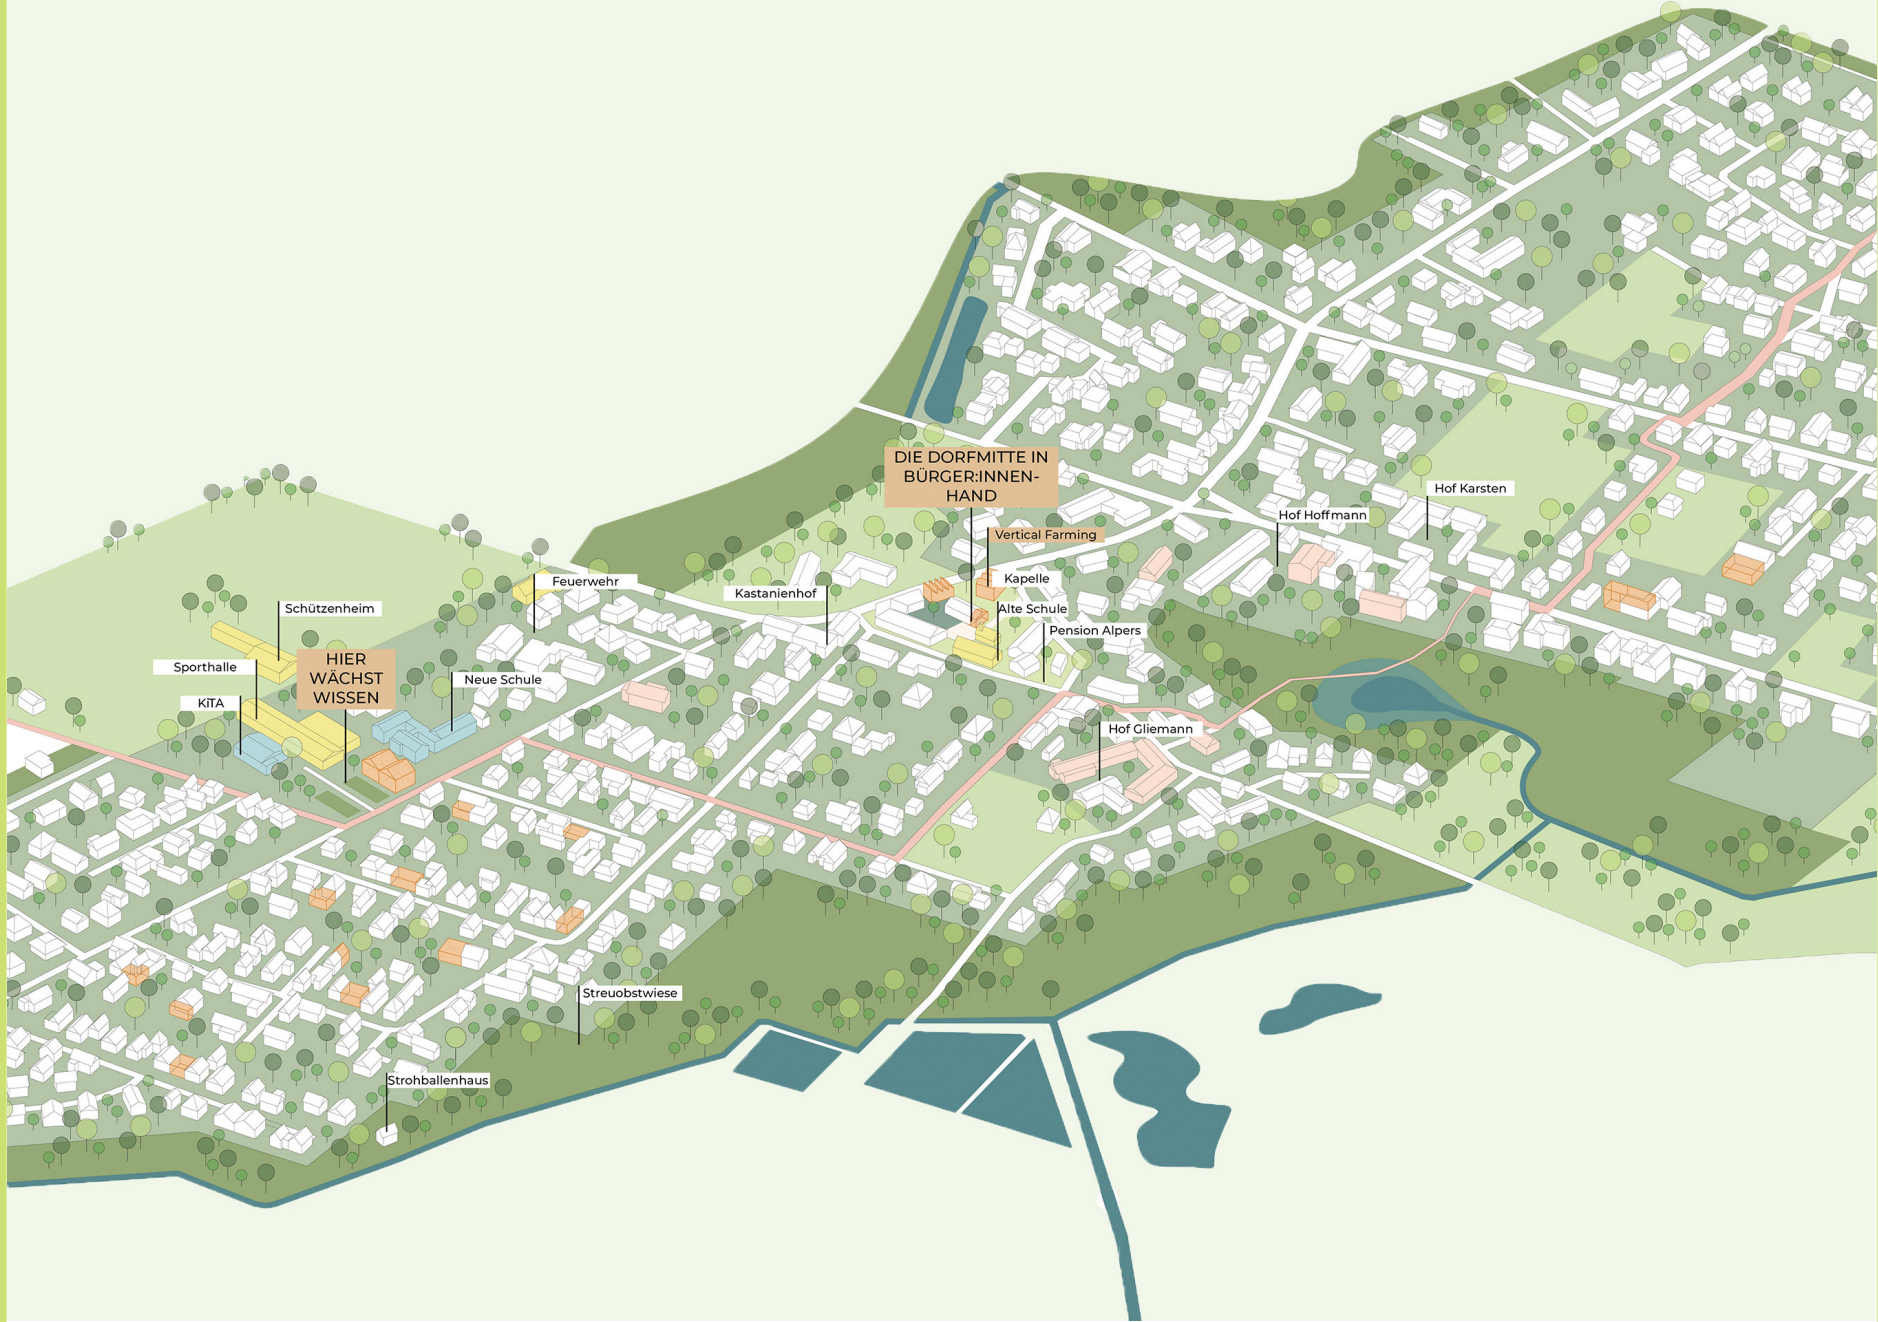 DIE DORFMITTE IN
BÜRGER:INNEN-
HAND
Hof Karsten
Hof Hoffmann
Vertical Farming
Feuerwehr
Kapelle
Kastanienhof
Schützenheim
Alte Schule
Pension Alpers
HIER
WÄCHST
WISSEN
Sporthalle
Neue Schule
KiTA
Hof Gliemann
Streuobstwiese
Strohballenhaus